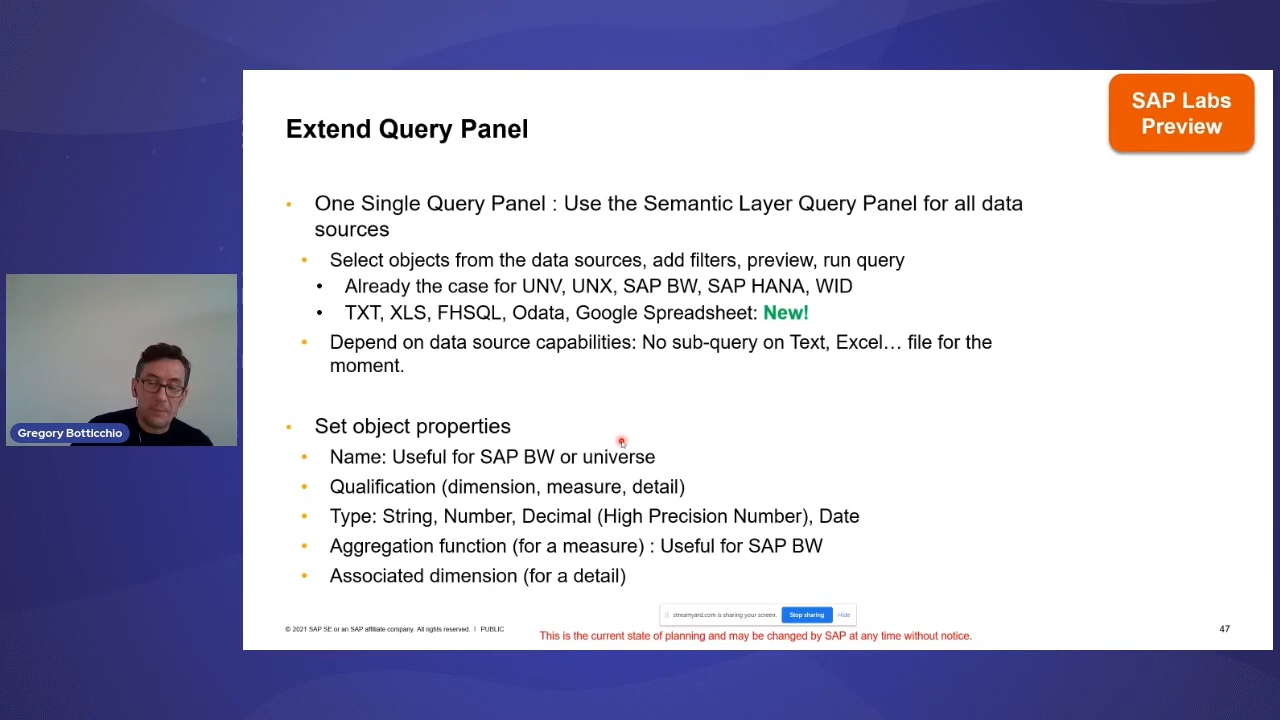 SAP Labs
Preview
Extend Query Panel
• One Single Query Panel : Use the Semantic Layer Query Panel for all data
sources
• Select objects from the data sources, add filters, preview, run query
• Already the case for UNV, UNX, SAP BW, SAP HANA, WID
• TXT, XLS, FHSQL, Odata, Google Spreadsheet: New!
• Depend on data source capabilities: No sub-query on Text, Excel… file for the
moment.
• Set object properties
• Name: Useful for SAP BW or universe
• Qualification (dimension, measure, detail)
• Type: String, Number, Decimal (High Precision Number), Date
• Aggregation function (for a measure) : Useful for SAP BW
• Associated dimension (for a detail)
Gregory Botticchio
streamyard.com is sharing your screen. Stop sharing Hide
© 2021 SAP SE or an SAP affiliate company. All rights reserved. | PUBLIC
This is the current state of planning and may be changed by SAP at any time without notice.
47